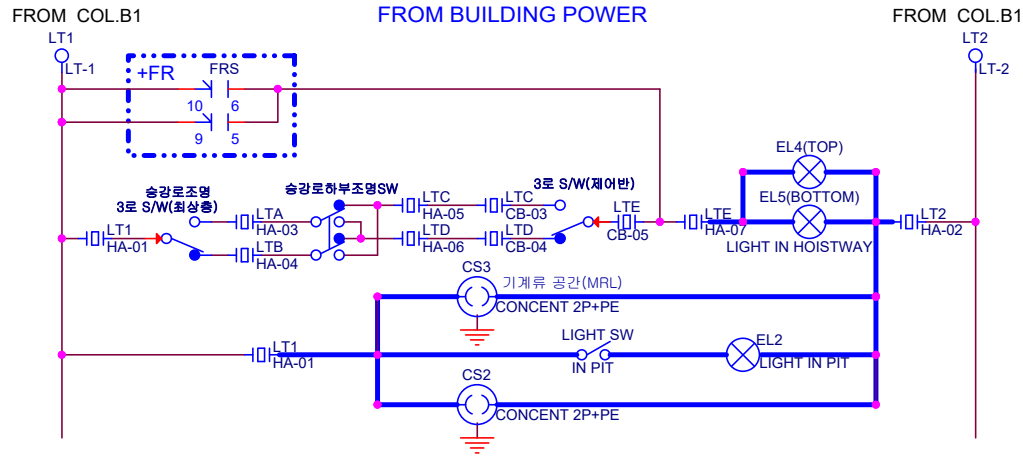 FROM COL.B1
FROM BUILDING POWER
FROM COL.B1
LT1
LT-1
LT2
LT-2
+FR
FRS
10
6
9
5
EL4(TOP)
EL5(BOTTOM)
LIGHT IN HOISTWAY
승강로조명
3로 S/W(최상층)
승강로하부조명SW
3로 S/W(제어반)
LT1
HA-01
LTA
HA-03
LTB
HA-04
LTC
HA-05
LTC
CB-03
LTD
HA-06
LTD
CB-04
LTE
CB-05
LTE
HA-07
LT2
HA-02
CS3
기계류 공간(MRL)
CONCENT 2P+PE
LT1
HA-01
LIGHT SW
IN PIT
EL2
LIGHT IN PIT
CS2
CONCENT 2P+PE